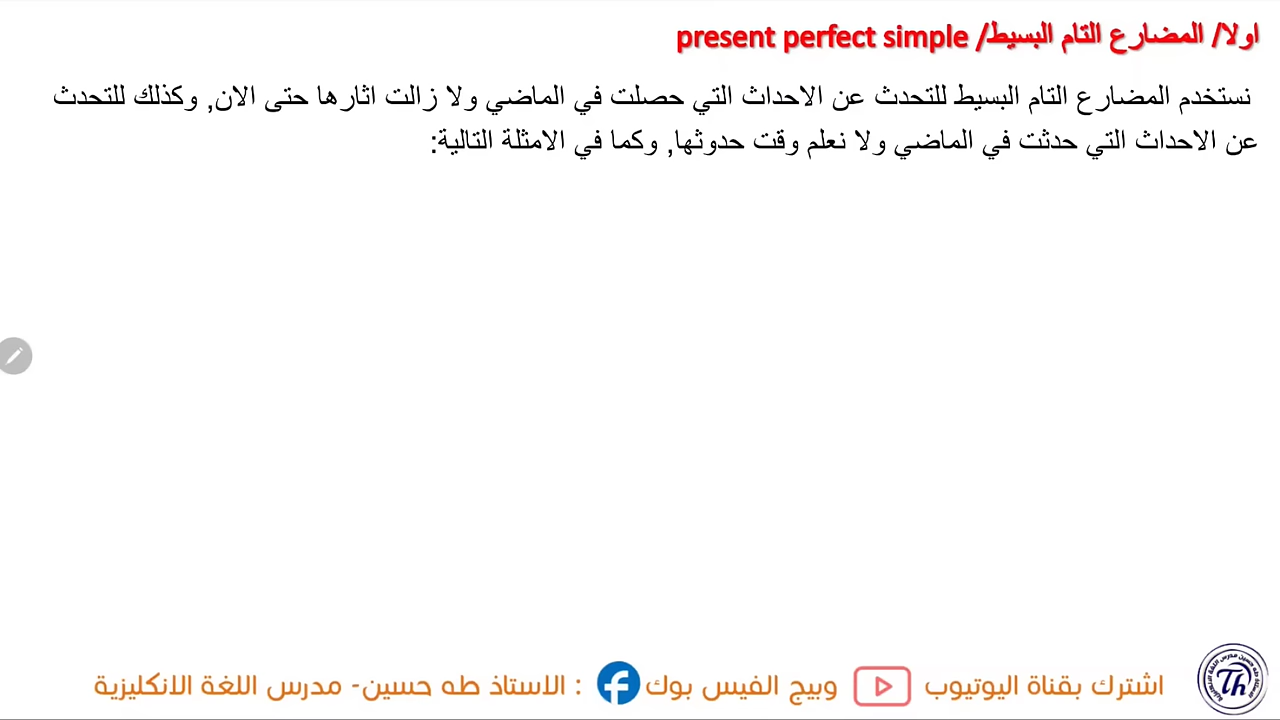 اولا/ المضارع التام البسيط/ present perfect simple
نستخدم المضارع التام البسيط للتحدث عن الاحداث التي حصلت في الماضي ولا زالت اثارها حتى الان, وكذلك للتحدث
عن الاحداث التي حدثت في الماضي ولا نعلم وقت حدوثها, وكما في الامثلة التالية:
اشترك بقناة اليوتيوب وبيج الفيس بوك : الاستاذ طه حسين- مدرس اللغة الانكليزية
Th